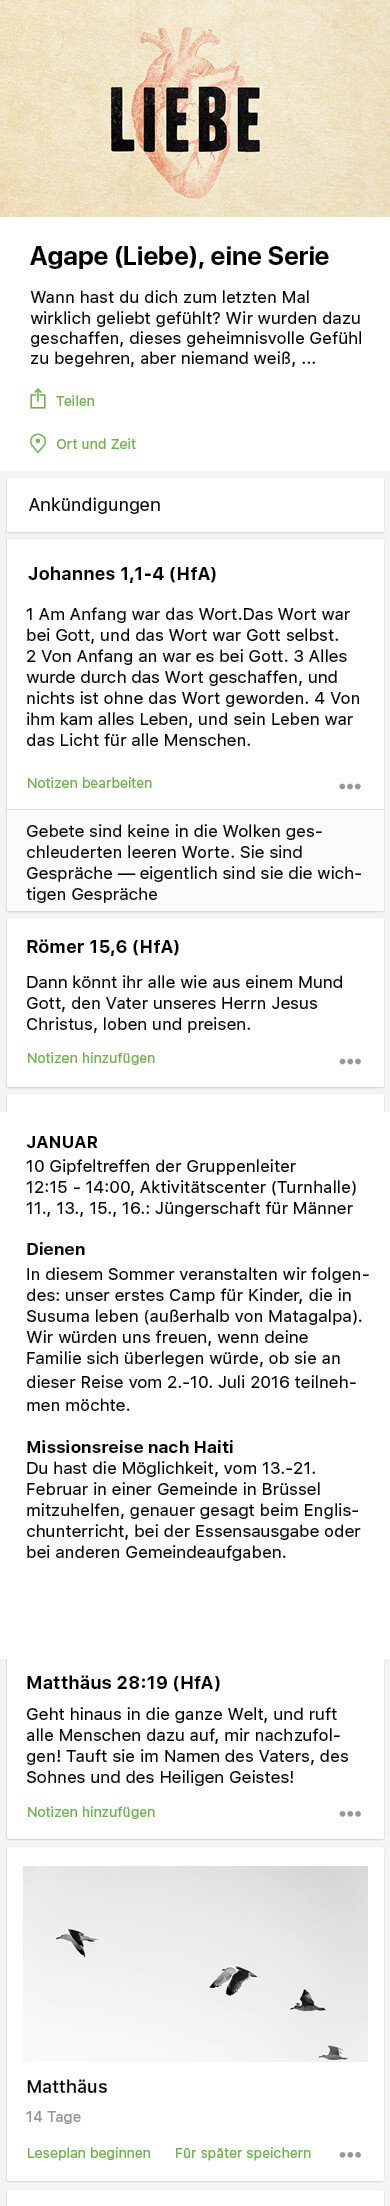 LIEBE
Agape (Liebe), eine Serie
Wann hast du dich zum letzten Mal
wirklich geliebt gefühlt? Wir wurden dazu
geschaffen, dieses geheimnisvolle Gefühl
zu begehren, aber niemand weiß, ...
Teilen
Ort und Zeit
Ankündigungen
Johannes 1,1-4 (HfA)
1 Am Anfang war das Wort.Das Wort war
bei Gott, und das Wort war Gott selbst.
2 Von Anfang an war es bei Gott. 3 Alles
wurde durch das Wort geschaffen, und
nichts ist ohne das Wort geworden. 4 Von
ihm kam alles Leben, und sein Leben war
das Licht für alle Menschen.
Notizen bearbeiten
Gebete sind keine in die Wolken ges-
chleuderten leeren Worte. Sie sind
Gespräche — eigentlich sind sie die wich-
tigen Gespräche
Römer 15,6 (HfA)
Dann könnt ihr alle wie aus einem Mund
Gott, den Vater unseres Herrn Jesus
Christus, loben und preisen.
Notizen hinzufügen
JANUAR
10 Gipfeltreffen der Gruppenleiter
12:15 - 14:00, Aktivitätscenter (Turnhalle)
11., 13., 15., 16.: Jüngerschaft für Männer
Dienen
In diesem Sommer veranstalten wir folgen-
des: unser erstes Camp für Kinder, die in
Susuma leben (außerhalb von Matagalpa).
Wir würden uns freuen, wenn deine
Familie sich überlegen würde, ob sie an
dieser Reise vom 2.-10. Juli 2016 teilneh-
men möchte.
Missionsreise nach Haiti
Du hast die Möglichkeit, vom 13.-21.
Februar in einer Gemeinde in Brüssel
mitzuhelfen, genauer gesagt beim Englis-
chunterricht, bei der Essensausgabe oder
bei anderen Gemeindeaufgaben.
Matthäus 28:19 (HfA)
Geht hinaus in die ganze Welt, und ruft
alle Menschen dazu auf, mir nachzufol-
gen! Tauft sie im Namen des Vaters, des
Sohnes und des Heiligen Geistes!
Notizen hinzufügen
Matthäus
14 Tage
Leseplan beginnen Für später speichern